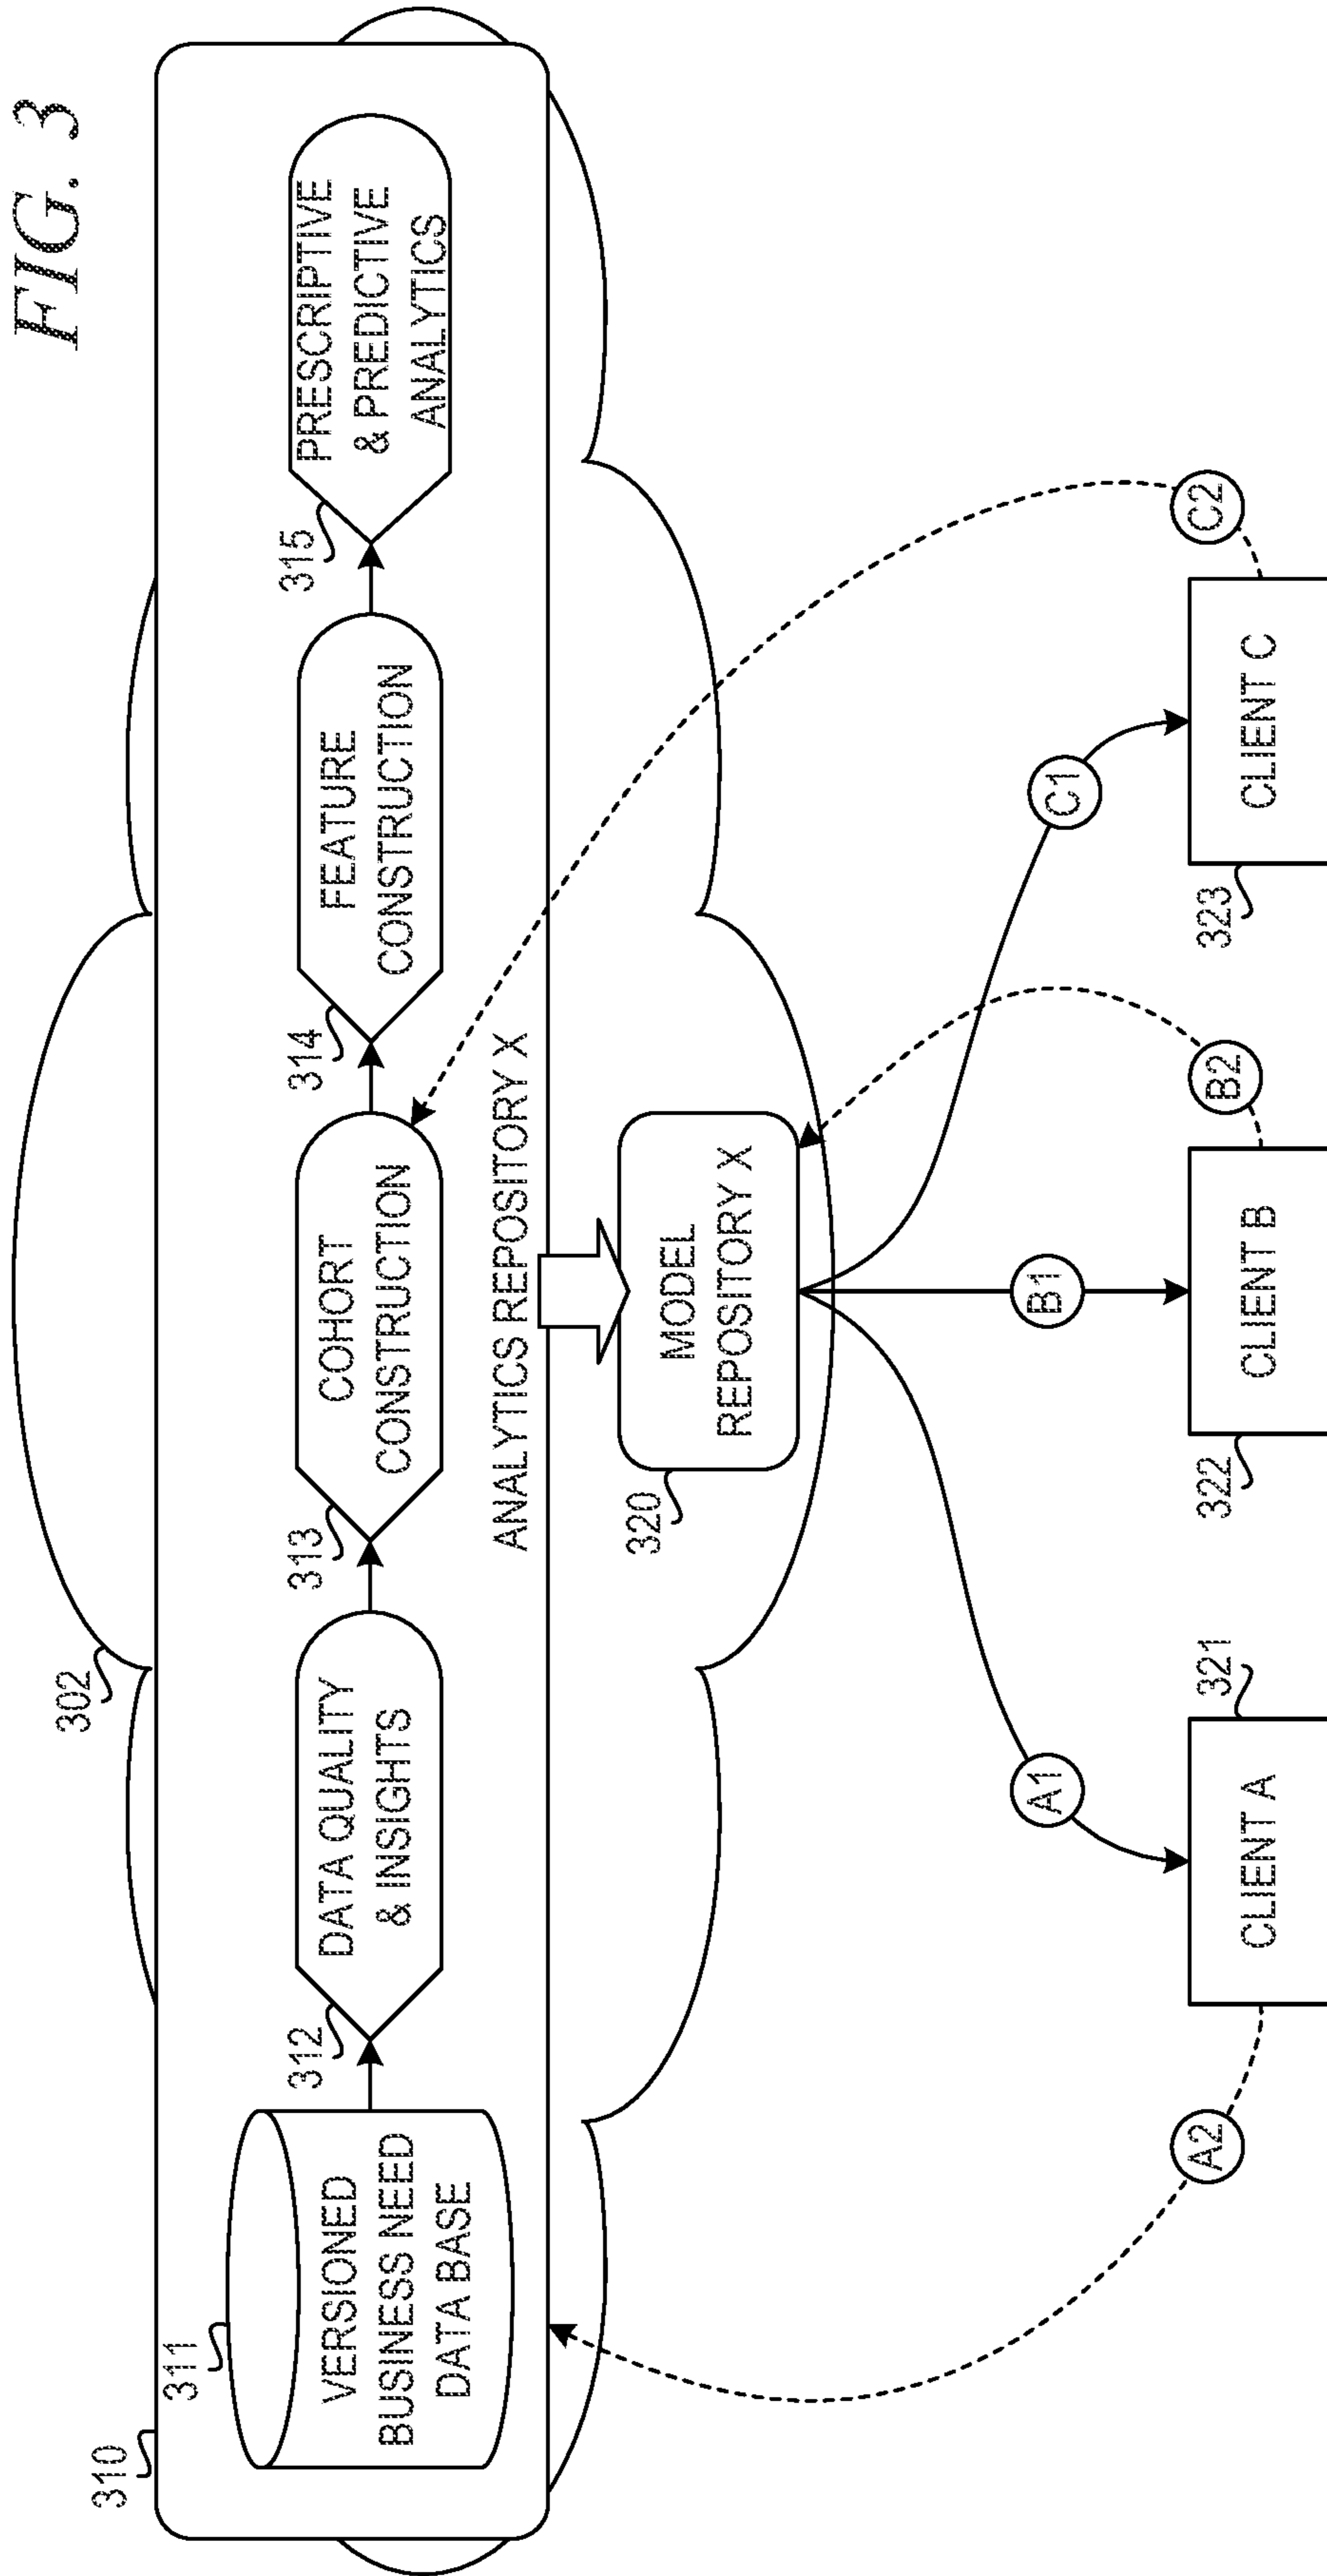 FIG. 3
302
310
311
VERSIONED
BUSINESS NEED
DATA BASE
312
DATA QUALITY
& INSIGHTS
313
COHORT
CONSTRUCTION
314
FEATURE
CONSTRUCTION
315
PRESCRIPTIVE
& PREDICTIVE
ANALYTICS
ANALYTICS REPOSITORY X
320
MODEL
REPOSITORY X
A1
B1
C1
A2
B2
C2
321
CLIENT A
322
CLIENT B
323
CLIENT C